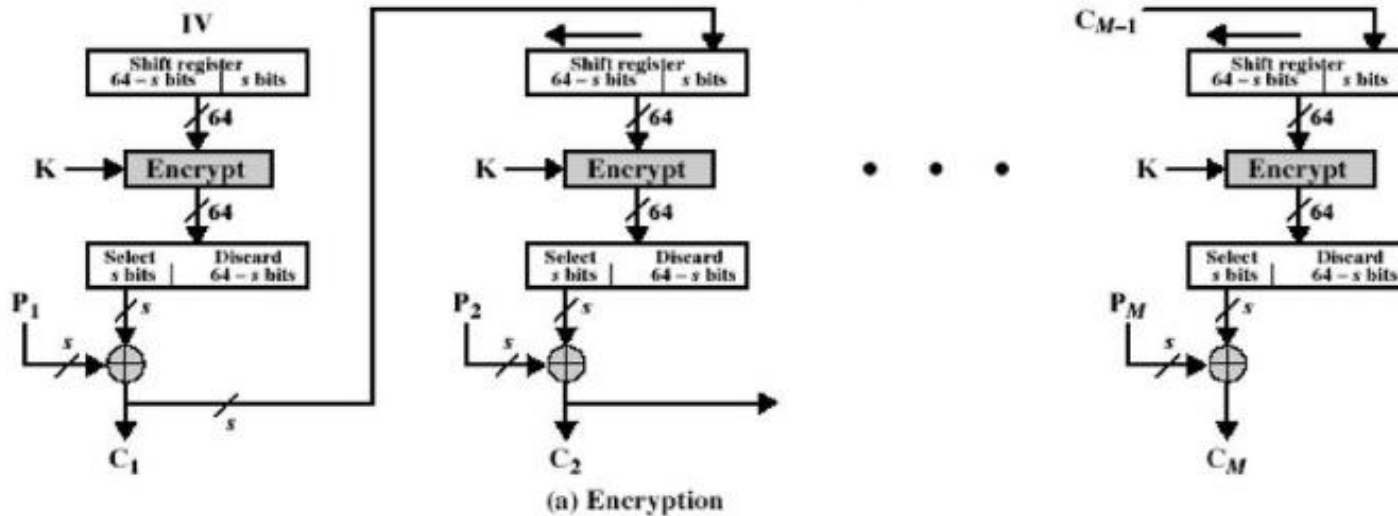 IV
Shift register
64 – s bits | s bits
64
K
Encrypt
64
Select
s bits
Discard
64 – s bits
P1
s
s
s
C1
Shift register
64 – s bits | s bits
64
K
Encrypt
64
Select
s bits
Discard
64 – s bits
P2
s
s
C2
• • •
CM–1
Shift register
64 – s bits | s bits
64
K
Encrypt
64
Select
s bits
Discard
64 – s bits
PM
s
s
CM
(a) Encryption